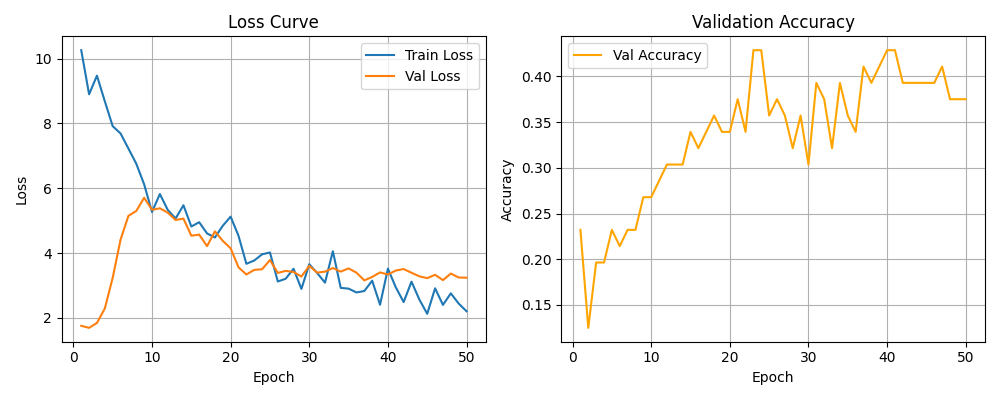 Loss Curve
Train Loss
Val Loss
10
8
6
4
2
Loss
0 10 20 30 40 50
Epoch
Validation Accuracy
Val Accuracy
0.40
0.35
0.30
0.25
0.20
0.15
Accuracy
0 10 20 30 40 50
Epoch